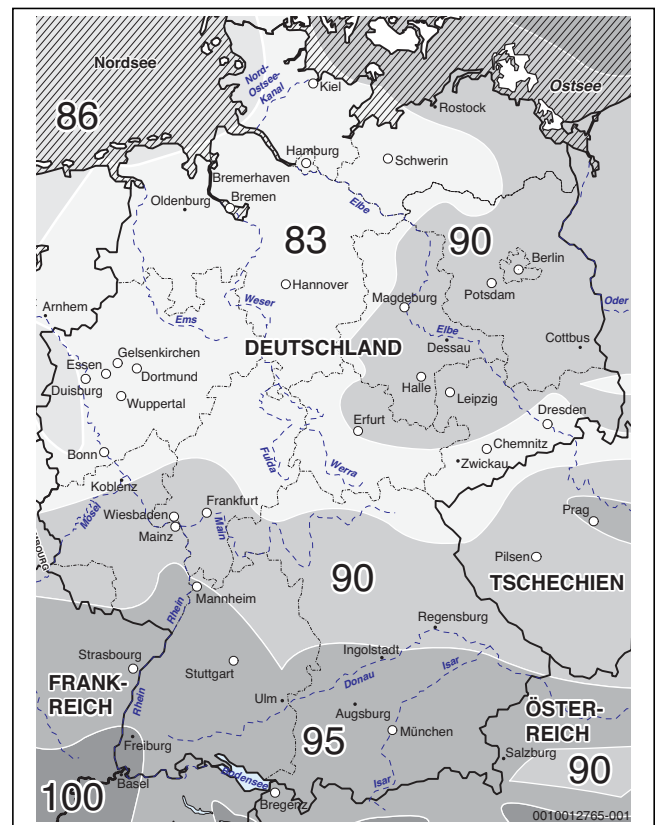 Nordsee
86
Nord-
Ostsee-
Kanal
Kiel
Ostsee
Rostock
Hamburg
Schwerin
Bremerhaven
Oldenburg
Bremen
Elbe
83
90
Berlin
Hannover
Potsdam
Arnhem
Weser
Magdeburg
Oder
Ems
Elbe
DEUTSCHLAND
Dessau
Cottbus
Gelsenkirchen
Essen
Dortmund
Duisburg
Halle
Leipzig
Wuppertal
Dresden
Erfurt
Chemnitz
Bonn
Fulda
Werra
Zwickau
Koblenz
Mosel
Wiesbaden
Frankfurt
Prag
Mainz
Main
Pilsen
BOURG
90
TSCHECHIEN
Mannheim
Rhein
Regensburg
Strasbourg
Ingolstadt
Isar
Stuttgart
Donau
FRANK-
REICH
Rhein
Ulm
Augsburg
ÖSTER-
REICH
Freiburg
95
München
Salzburg
Basel
Bodensee
90
100
Isar
Bregenz
0010012765-001